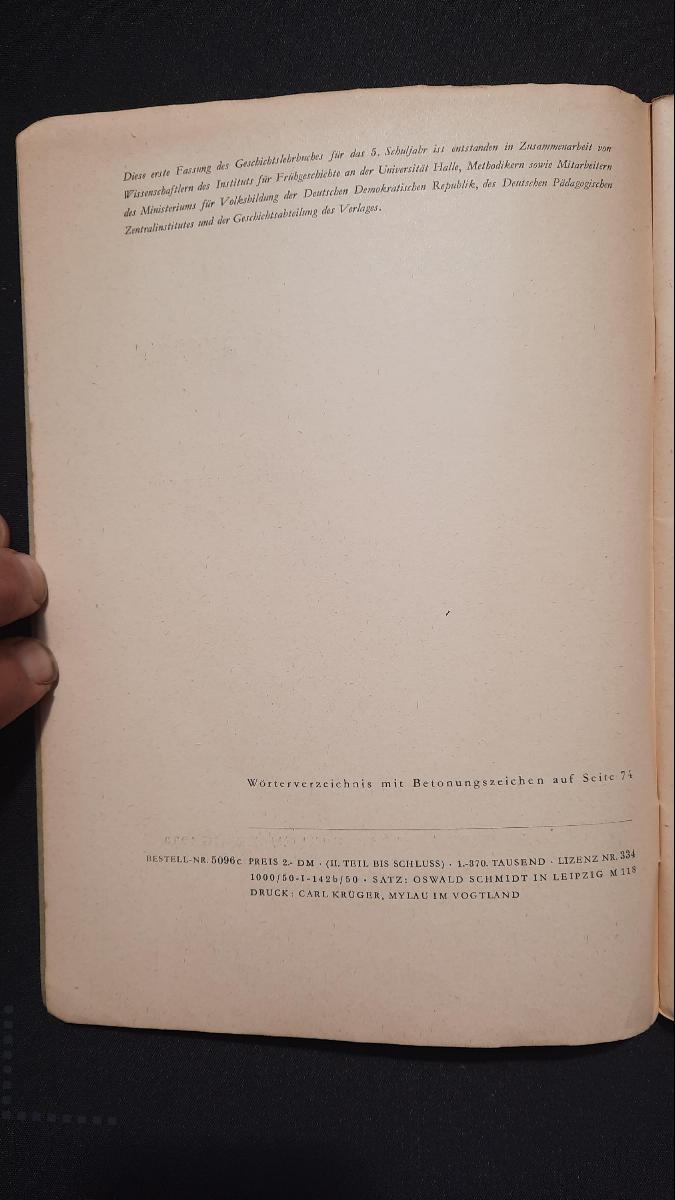 Diese erste Fassung des Geschichtslehrbuches für das 5. Schuljahr ist entstanden in Zusammenarbeit von
Wissenschaftlern des Instituts für Frühgeschichte an der Universität Halle, Methodikern sowie Mitarbeitern
des Ministeriums für Volksbildung der Deutschen Demokratischen Republik, des Deutschen Pädagogischen
Zentralinstitutes und der Geschichtsabteilung des Verlages.
Wörterverzeichnis mit Betonungszeichen auf Seite 74
BESTELL-NR. 5096c PREIS 2.- DM · (II. TEIL BIS SCHLUSS) · 1.-370. TAUSEND · LIZENZ NR. 334
1000/50-I-142b/50 · SATZ: OSWALD SCHMIDT IN LEIPZIG M 118
DRUCK: CARL KRÜGER, MYLAU IM VOGTLAND